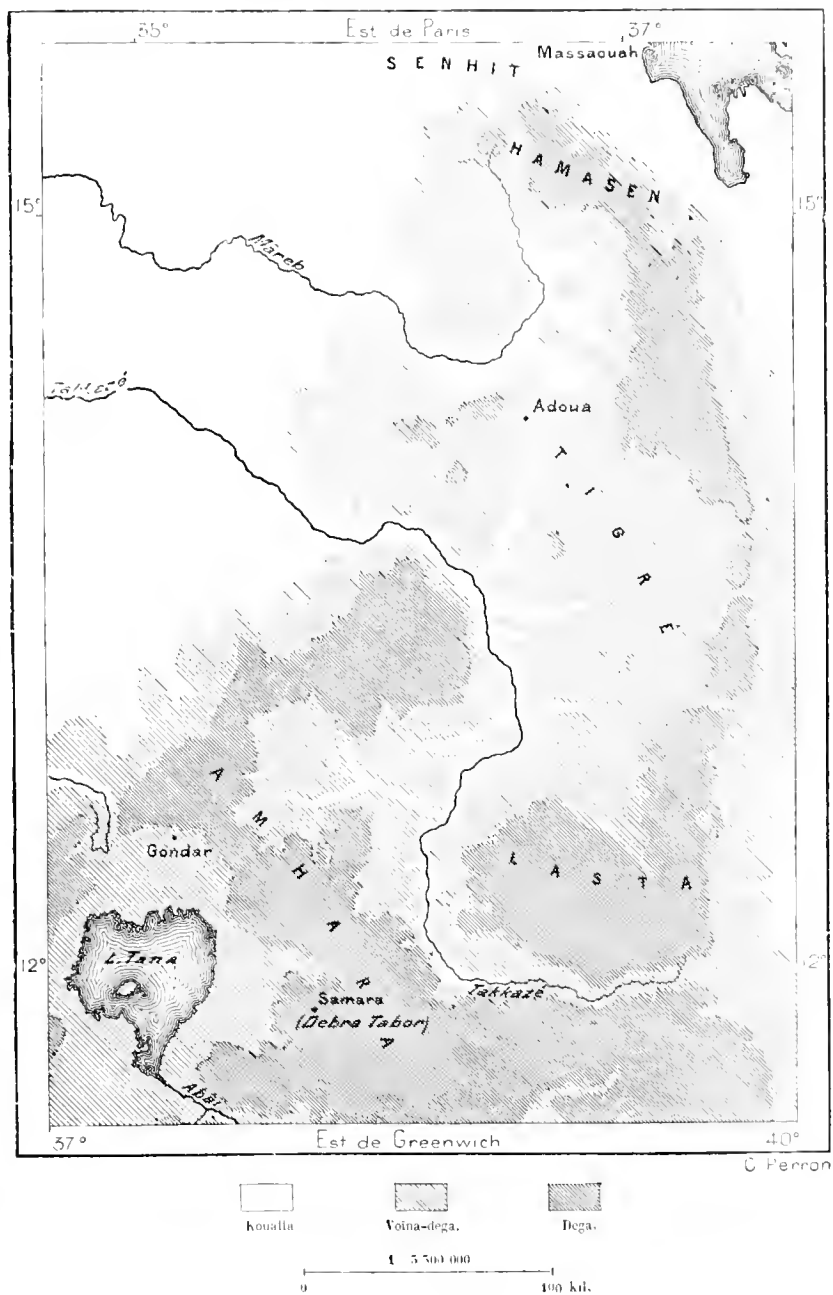 35° Est de Paris 37°
SENHIT
Massaouah
HAMASEN
15° 15°
Mareb
Takkazé
Adoua
TIGRÉ
AMHARA
Gondar
LASTA
L. Tana
12° 12°
Takkazé
Samara
(Debra Tabor)
Abaï
37° Est de Greenwich 40°
C Perron
Koualla Voina-dega. Dega.
0 100 kil.